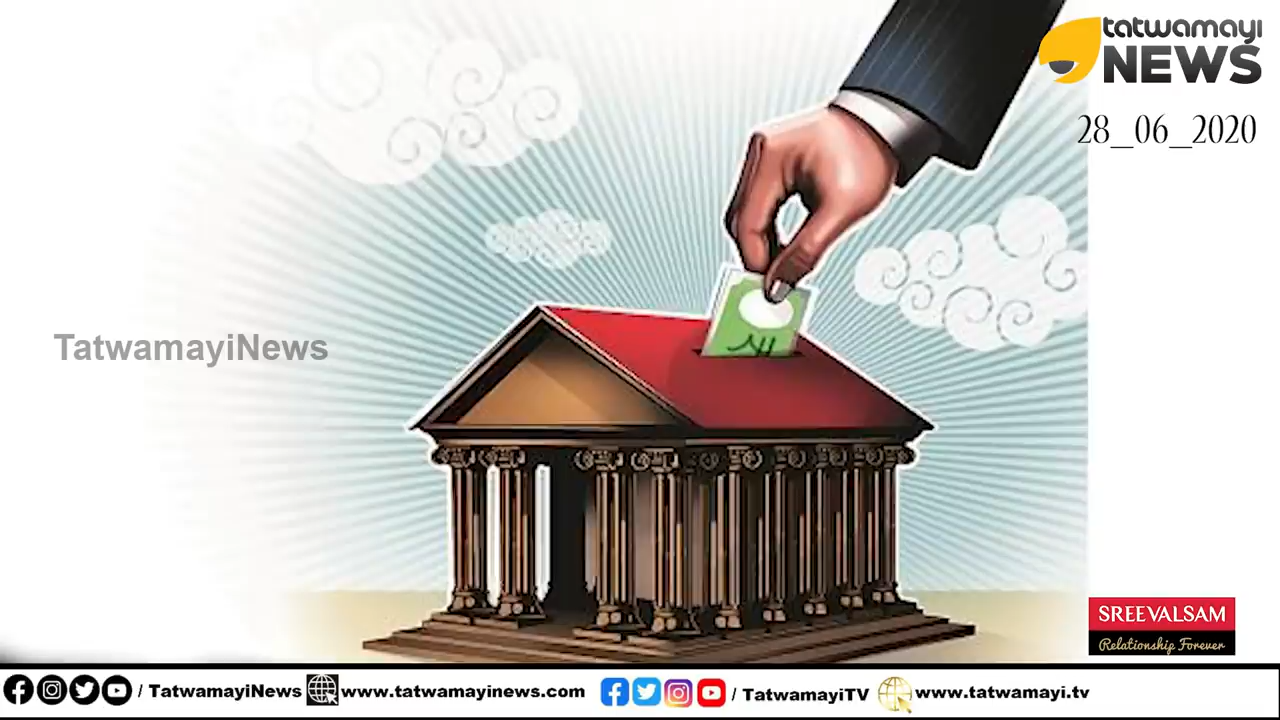 tatwamayi
NEWS
28_06_2020
TatwamayiNews
SREEVALSAM
Relationship Forever
/ TatwamayiNews www.tatwamayinews.com / TatwamayiTV www.tatwamayi.tv